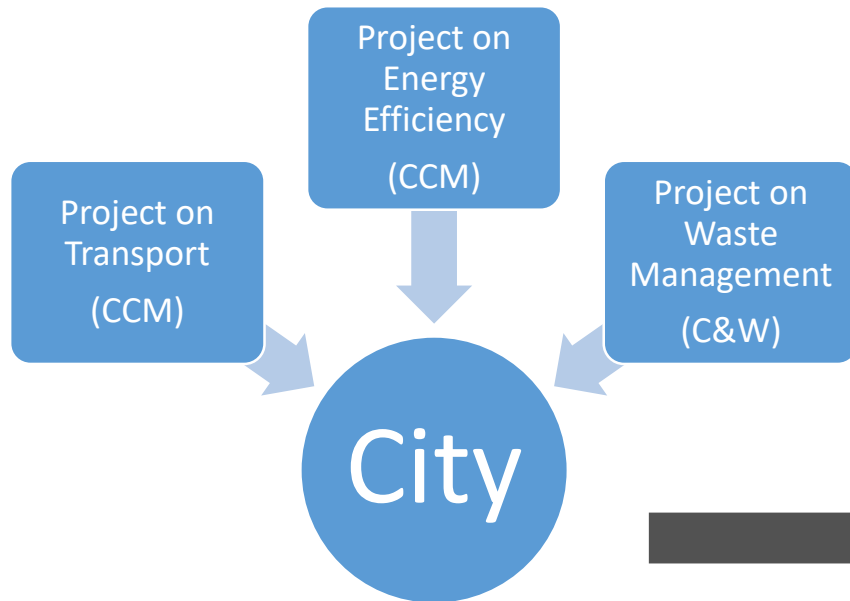 Project on
Energy
Efficiency
(CCM)
Project on
Transport
(CCM)
Project on
Waste
Management
(C&W)
City